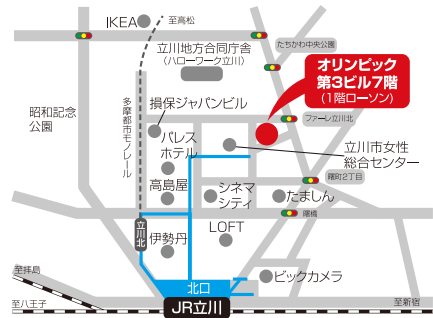 IKEA
至高松
立川地方合同庁舎
（ハローワーク立川）
たちかわ中央公園
オリンピック
第3ビル7階
(1階ローソン)
昭和記念
公園
多摩都市モノレール
損保ジャパンビル
ファーレ立川北
パレス
ホテル
立川市女性
総合センター
高島屋
シネマ
シティ
曙町2丁目
たましん
立川北
伊勢丹
LOFT
曙橋
北口
ビックカメラ
至拝島
至八王子
JR立川
至新宿